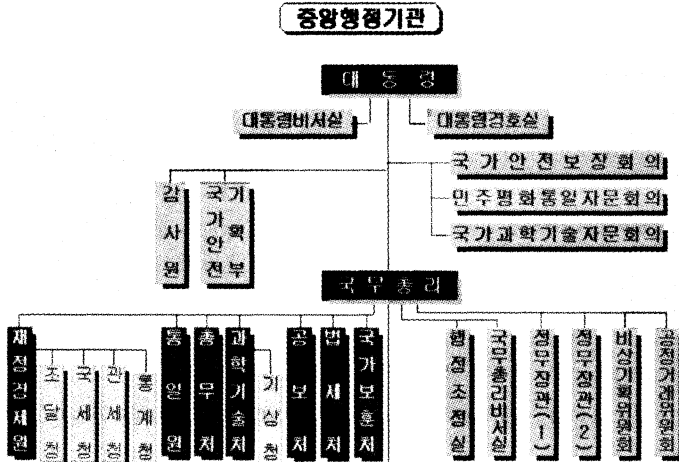 중앙행정기관
대통령
대통령비서실
대통령경호실
국가안전보장회의
민주평화통일자문회의
국가과학기술자문회의
감사원
국가안전기획부
국무총리
재정경제원
조달청
국세청
관세청
통계청
통일원
총무처
과학기술처
기상청
공보처
법제처
국가보훈처
행정조정실
국무총리비서실
정무장관(1)
정무장관(2)
비상기획위원회
공정거래위원회